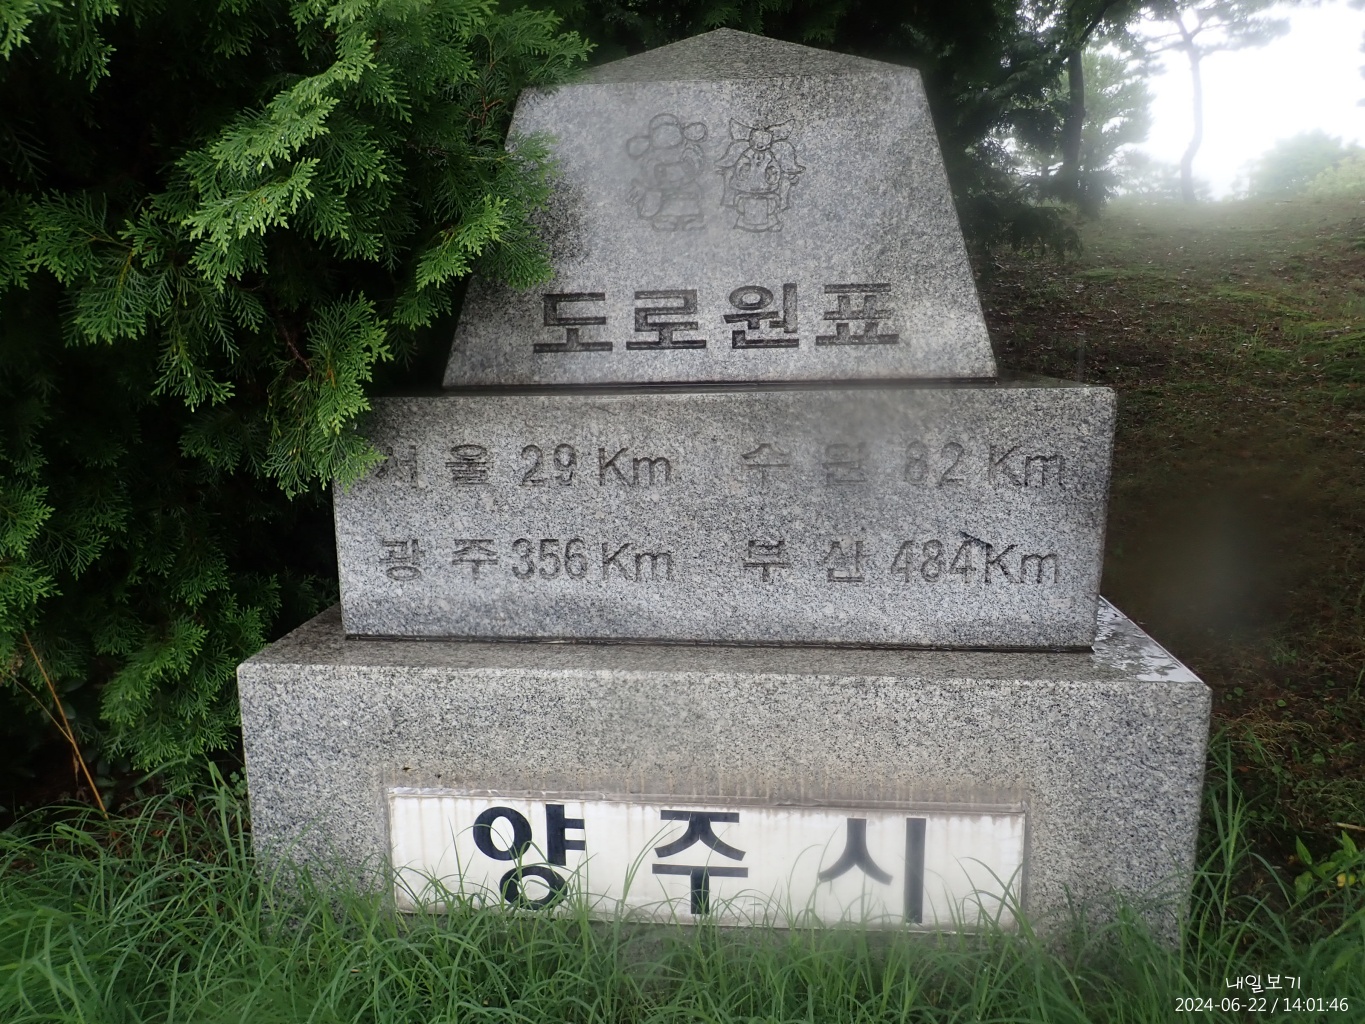 도로원표
서 울 29 Km 수 원 82 Km
광 주 356 Km 부 산 484 Km
양 주 시
내일보기
2024-06-22 / 14:01:46